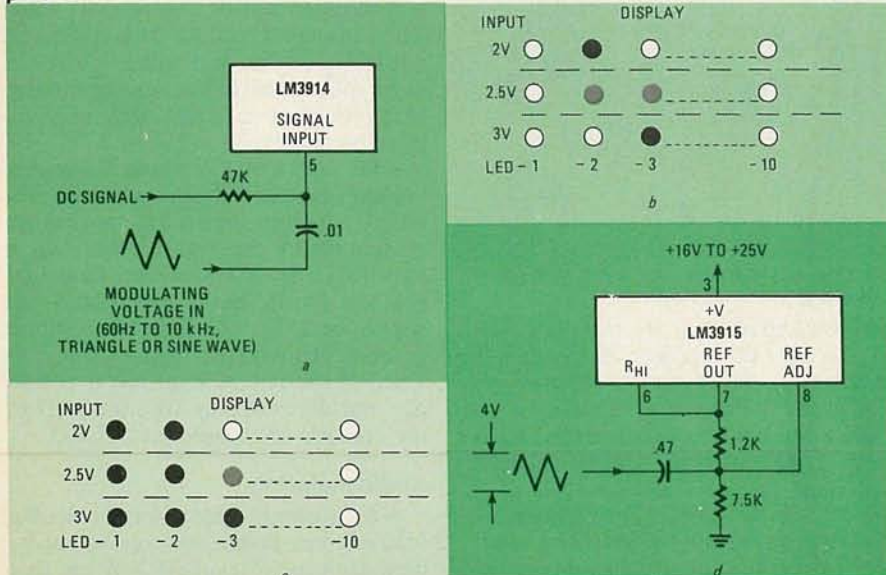 LM3914
SIGNAL
INPUT
5
47K
DC SIGNAL
.01
MODULATING
VOLTAGE IN
(60Hz TO 10 kHz,
TRIANGLE OR SINE WAVE)
a
INPUT DISPLAY
2V
2.5V
3V
LED – 1 – 2 – 3 – 10
b
INPUT DISPLAY
2V
2.5V
3V
LED – 1 – 2 – 3 – 10
+16V TO +25V
3
+V
LM3915
RHI REF OUT REF ADJ
6 7 8
4V
.47
1.2K
7.5K
d